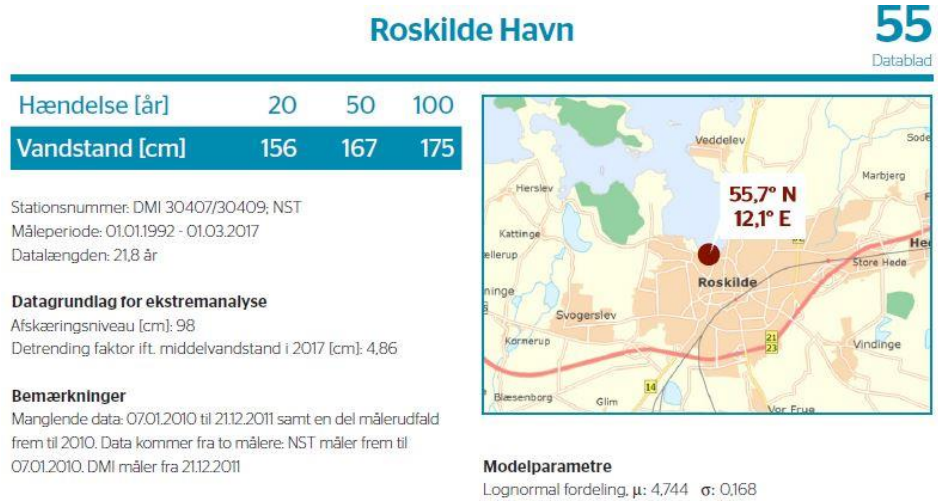 Roskilde Havn
55
Datablad
Hændelse [år] 20 50 100
Vandstand [cm] 156 167 175
Stationsnummer: DMI 30407/30409; NST
Måleperiode: 01.01.1992 - 01.03.2017
Datalængden: 21,8 år
Datagrundlag for ekstremanalyse
Afskæringsniveau [cm]: 98
Detrending faktor ift. middelvandstand i 2017 [cm]: 4,86
Bemærkninger
Manglende data: 07.01.2010 til 21.12.2011 samt en del målerudfald
frem til 2010. Data kommer fra to målere: NST måler frem til
07.01.2010. DMI måler fra 21.12.2011
Veddelev
Sode
Marbjerg
Herslev
55,7° N
12,1° E
Kattinge
ellerup
Hed
Store Hede
Roskilde
ninge
Svogerslev
Kornerup
21
23
Vindinge
14
Blæsenborg
Glim
Vor Frue
Modelparametre
Lognormal fordeling, μ: 4,744 σ: 0,168